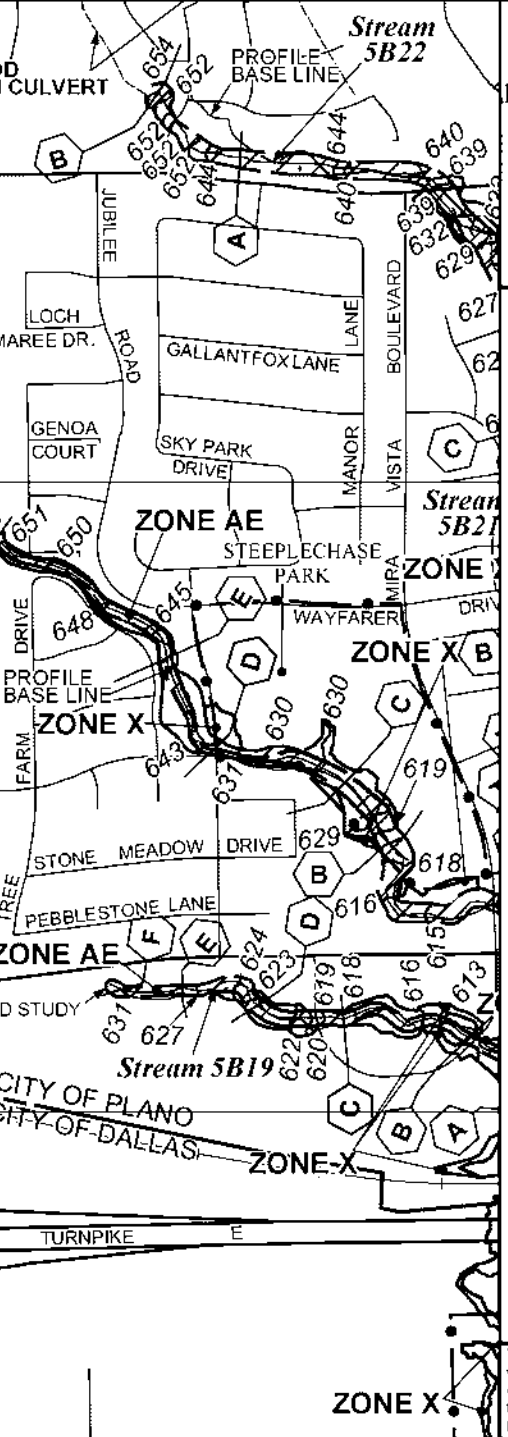 Stream
5B22
PROFILE
BASE LINE
CULVERT
654
652
652
652
652
644
644
640
640
639
639
632
629
627
B
A
JUBILEE
ROAD
LOCH
MAREE DR.
GALLANT FOX LANE
LANE
MANOR
BOULEVARD
VISTA
MIRA
GENOA
COURT
SKY PARK
DRIVE
C
Stream
5B21
651
650
ZONE AE
STEEPLECHASE
PARK
ZONE
648
645
E
WAYFARER
DRIVE
FARM
TREE
D
ZONE X
B
PROFILE
BASE LINE
ZONE X
630
630
C
643
631
619
STONE MEADOW DRIVE
629
618
B
616
615
PEBBLESTONE LANE
D
ZONE AE
F
E
624
623
619
618
616
613
D STUDY
631
627
622
620
Stream 5B19
C
B
A
CITY OF PLANO
CITY OF DALLAS
ZONE X
TURNPIKE
E
ZONE X